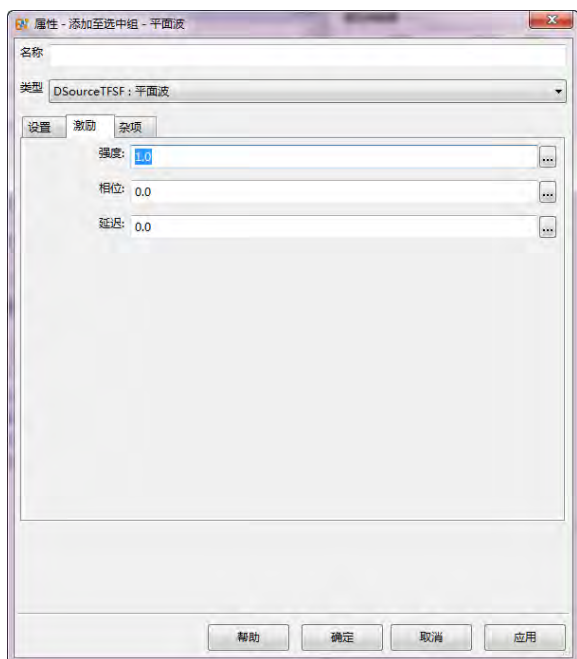 属性 - 添加至选中组 - 平面波
名称
类型 DSourceTFSF : 平面波
设置 激励 杂项
强度: 1.0 ...
相位: 0.0 ...
延迟: 0.0 ...
帮助 确定 取消 应用